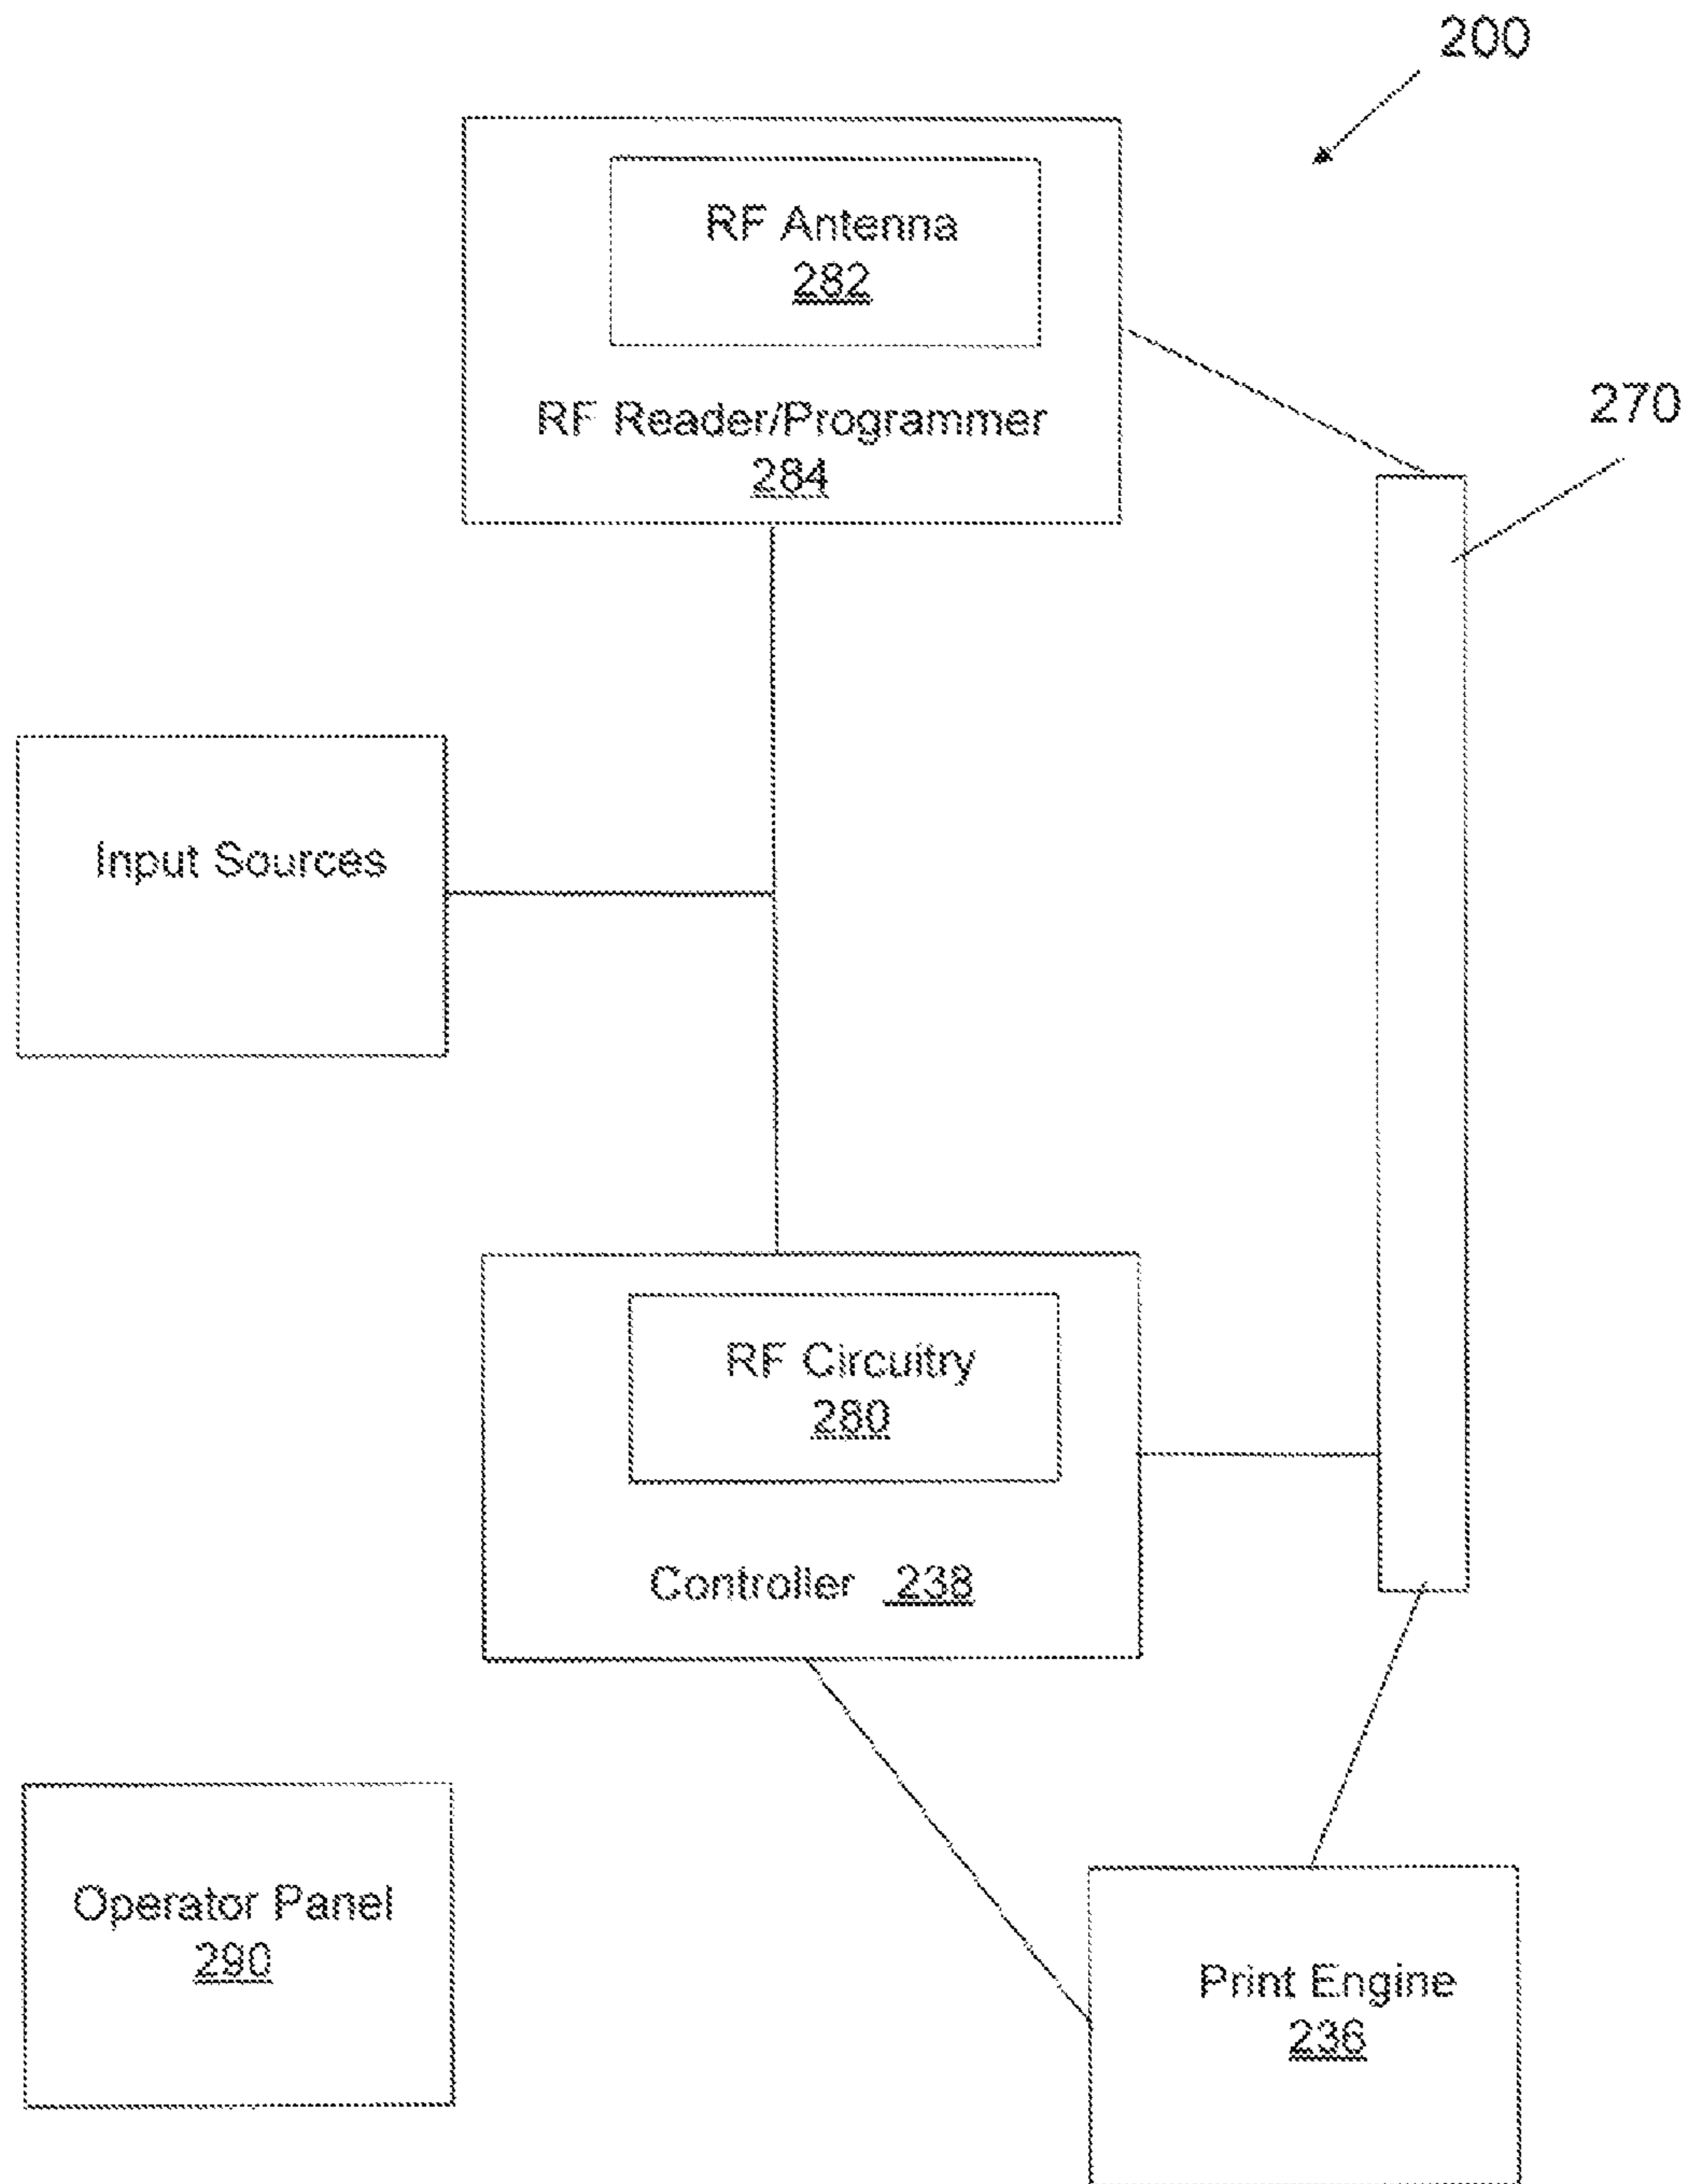 200
RF Antenna
282
RF Reader/Programmer
284
270
Input Sources
RF Circuitry
280
Controller 238
Operator Panel
290
Print Engine
236